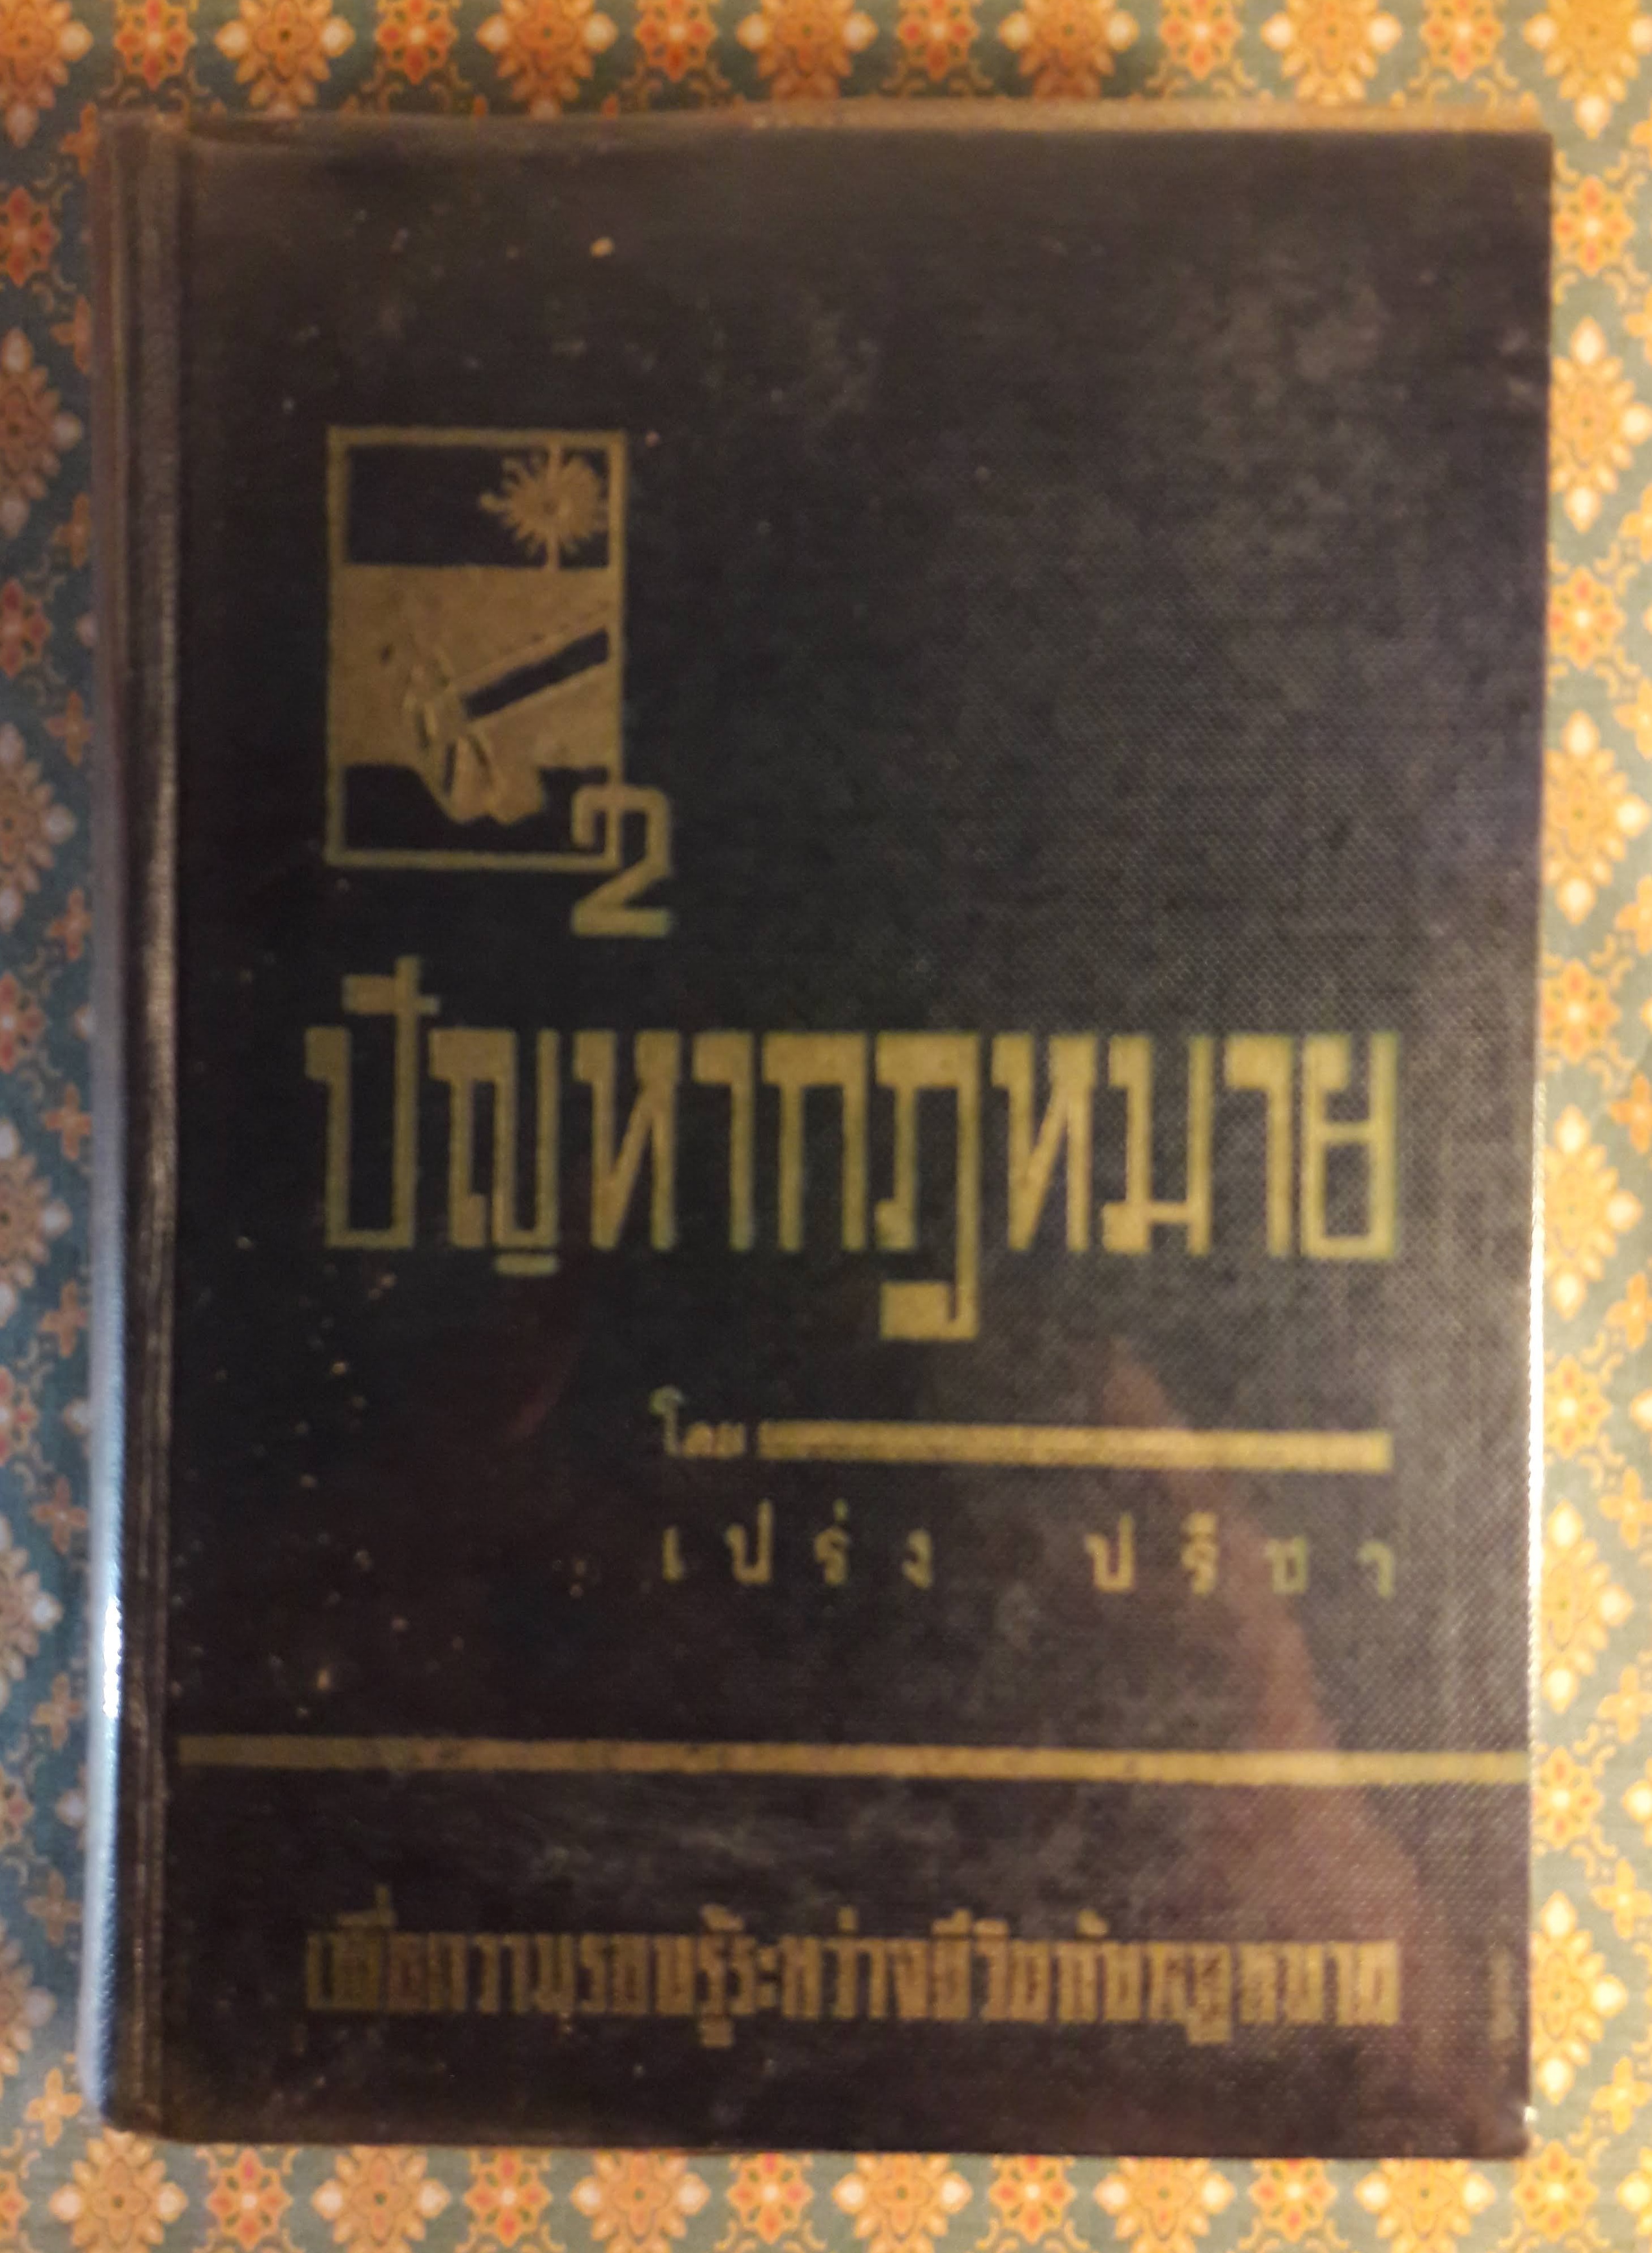 2
ปัญหากฎหมาย
โดย
เปร่ง ปรีชา
เพื่อความรอบรู้ระหว่างชีวิตกับกฎหมาย